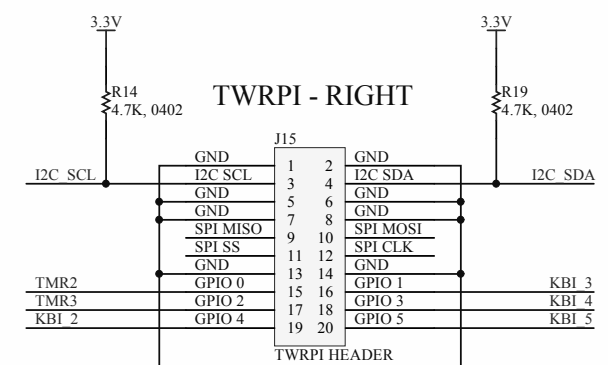 3.3V 3.3V
R14 R19
4.7K, 0402 4.7K, 0402
TWRPI - RIGHT
J15
GND 1 2 GND
I2C_SCL I2C SCL 3 4 I2C SDA I2C_SDA
GND 5 6 GND
GND 7 8 GND
SPI MISO 9 10 SPI MOSI
SPI SS 11 12 SPI CLK
GND 13 14 GND
TMR2 GPIO 0 15 16 GPIO 1 KBI_3
TMR3 GPIO 2 17 18 GPIO 3 KBI_4
KBI_2 GPIO 4 19 20 GPIO 5 KBI_5
TWRPI HEADER